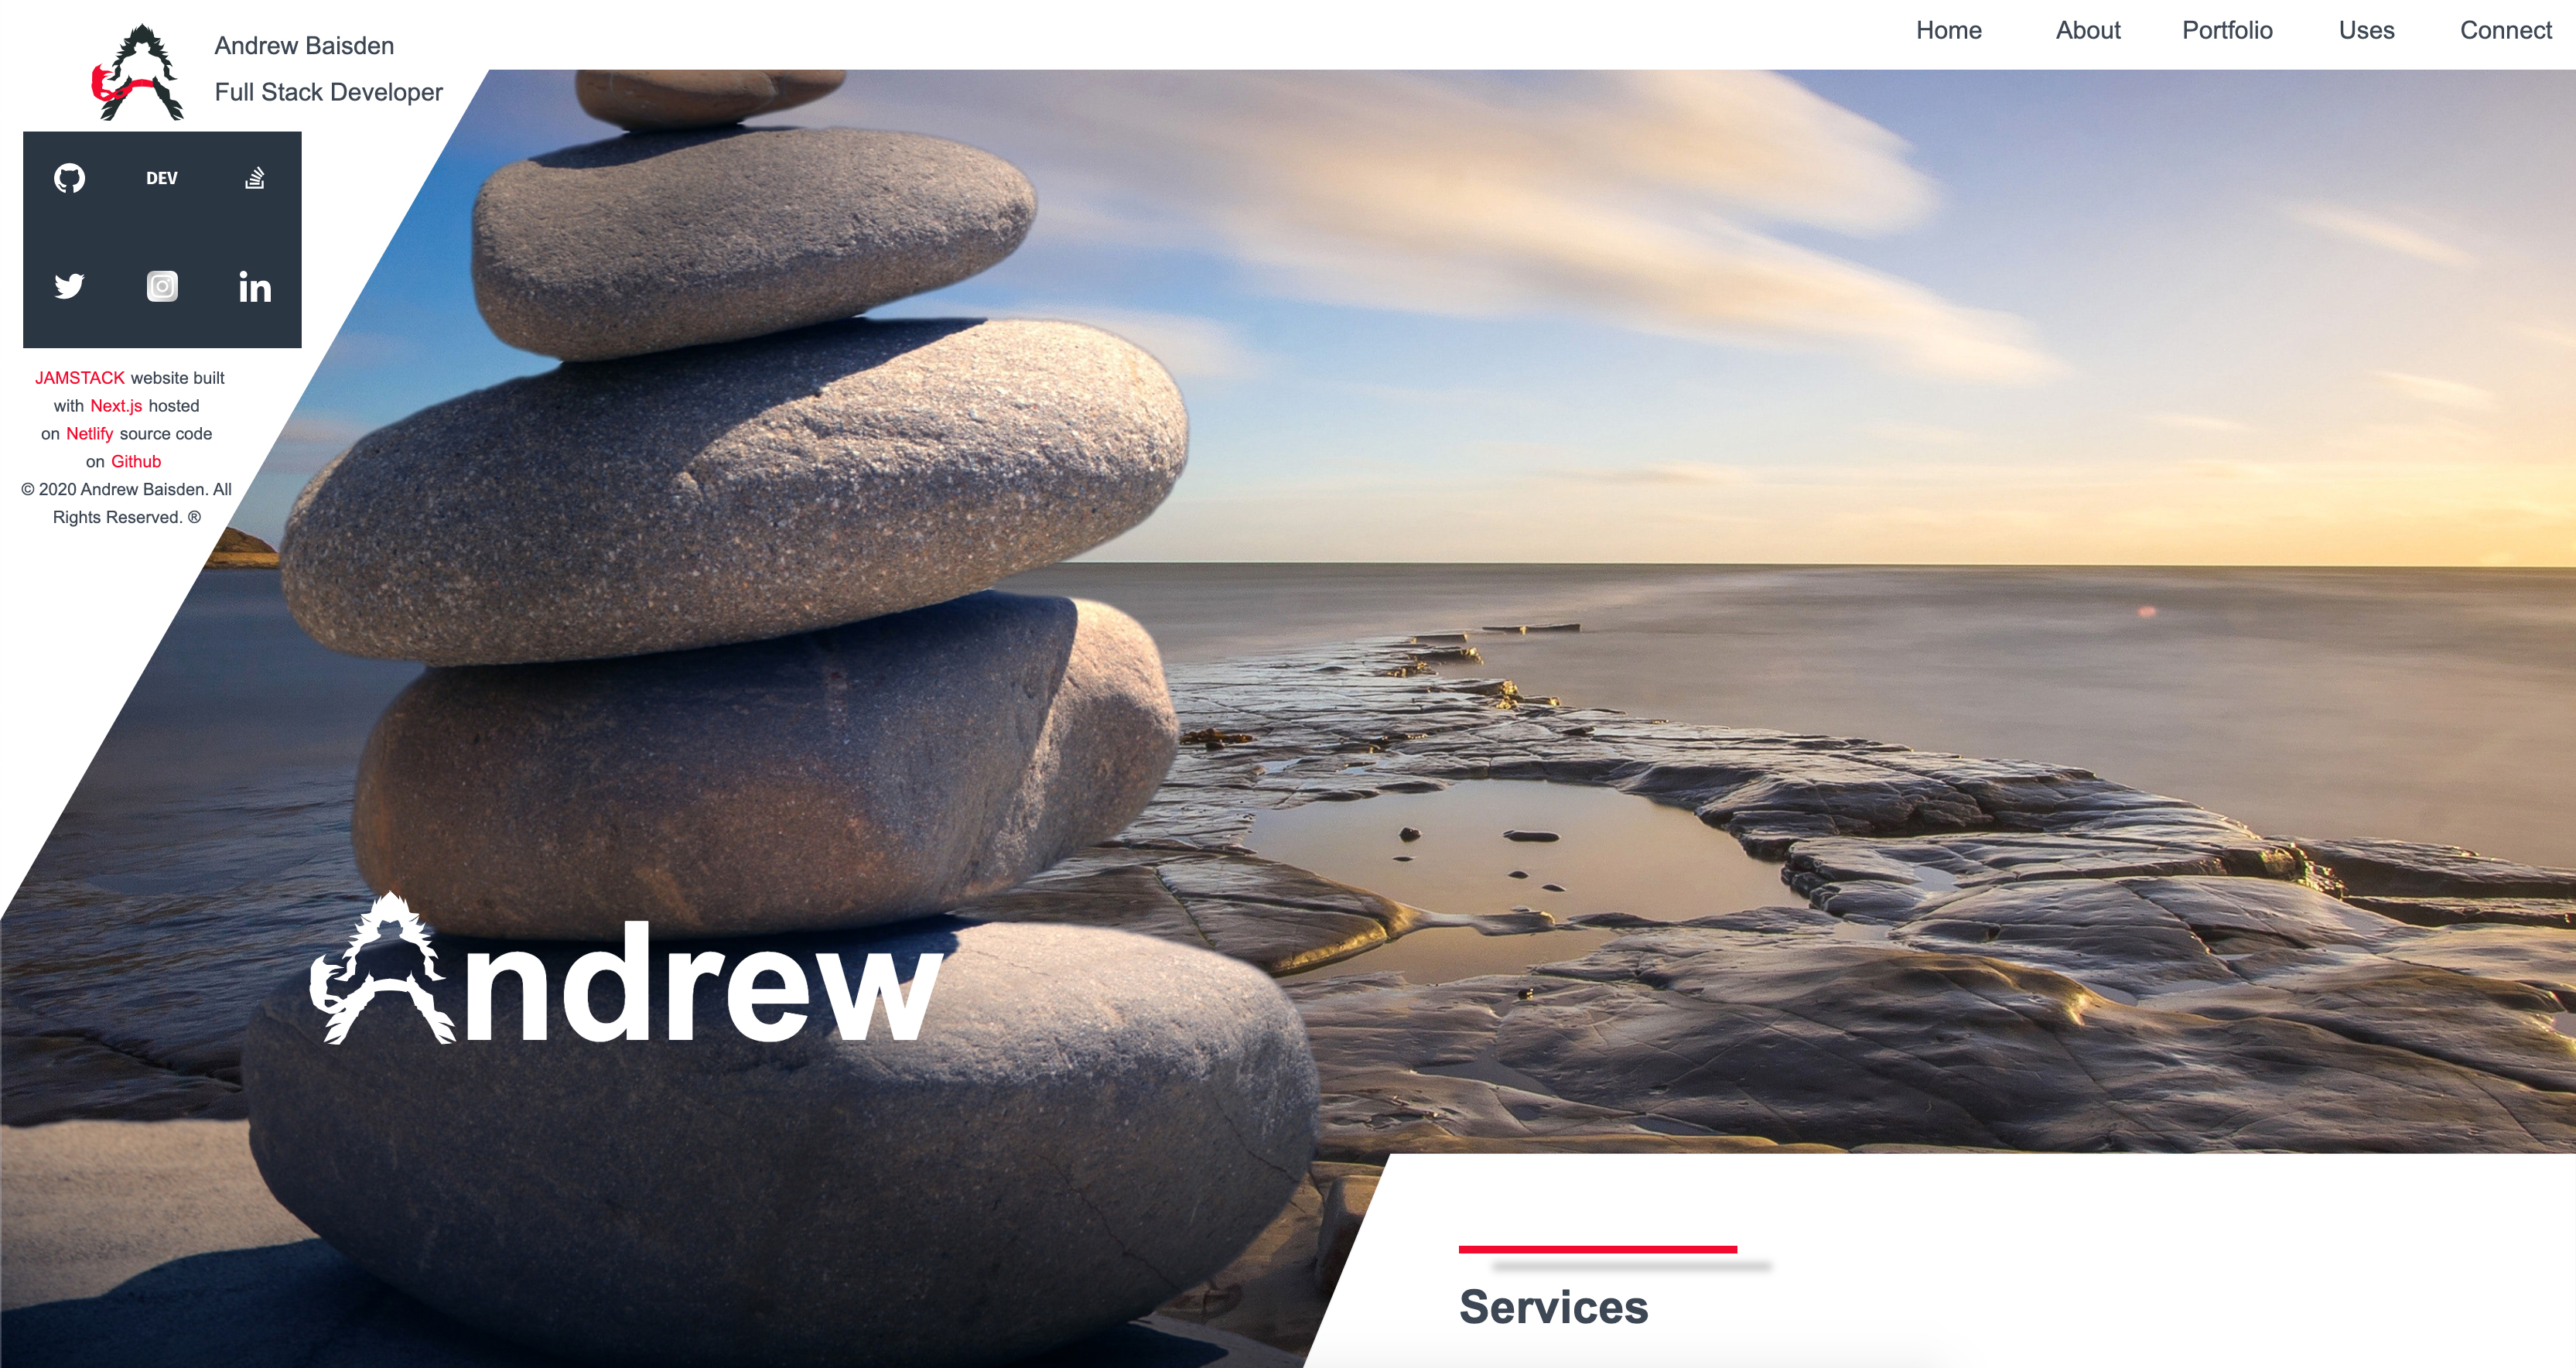 Andrew Baisden
Full Stack Developer
Home About Portfolio Uses Connect
DEV
in
JAMSTACK website built
with Next.js hosted
on Netlify source code
on Github
© 2020 Andrew Baisden. All
Rights Reserved. ®
Andrew
Services